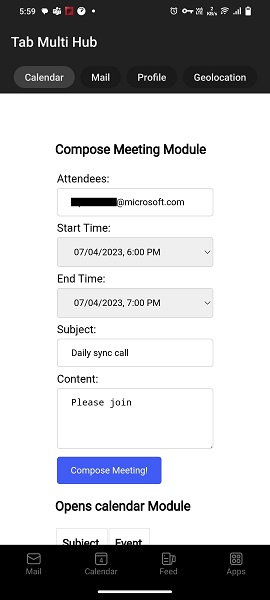 5:59
Tab Multi Hub
Calendar Mail Profile Geolocation
Compose Meeting Module
Attendees:
@microsoft.com
Start Time:
07/04/2023, 6:00 PM
End Time:
07/04/2023, 7:00 PM
Subject:
Daily sync call
Content:
Please join
Compose Meeting!
Opens calendar Module
Subject Event
Mail Calendar Feed Apps